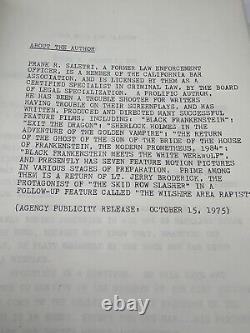 ABOUT THE AUTHOR
FRANK R. SALETRI, A FORMER LAW ENFORCEMENT
OFFICER, IS A MEMBER OF THE CALIFORNIA BAR
ASSOCIATION, AND IS LICENSED BY THEM AS A
CERTIFIED SPECIALIST IN CRIMINAL LAW, BY THE BOARD
OF LEGAL SPECIALIZATION. A PROLIFIC AUTHOR,
HE HAS BEEN A TROUBLE SHOOTER FOR WRITERS
HAVING TROUBLE ON THEIR SCREENPLAYS, AND HAS
WRITTEN, PRODUCED AND DIRECTED MANY SUCCESSFUL
FEATURE FILMS, INCLUDING: "BLACK FRANKENSTEIN";
"EXIT THE DRAGON"; "SHERLOCK HOLMES IN THE
ADVENTURE OF THE GOLDEN VAMPIRE"; "THE RETURN
OF THE GHOST OF THE SON OF THE BRIDE OF THE HOUSE
OF FRANKENSTEIN, THE MODERN PROMETHEUS, 1984";
"BLACK FRANKENSTEIN MEETS THE WHITE WEREWOLF",
AND PRESENTLY HAS SEVEN FEATURE MOTION PICTURES
IN VARIOUS STAGES OF PREPARATION. PRIME AMONG
THEM IS A RETURN OF LT. JERRY BRODERICK, THE
PROTAGONIST OF "THE SKID ROW SLASHER" IN A
FOLLOW-UP FEATURE CALLED "THE WILSHIRE AREA RAPIST"
(AGENCY PUBLICITY RELEASE: OCTOBER 15, 1975)